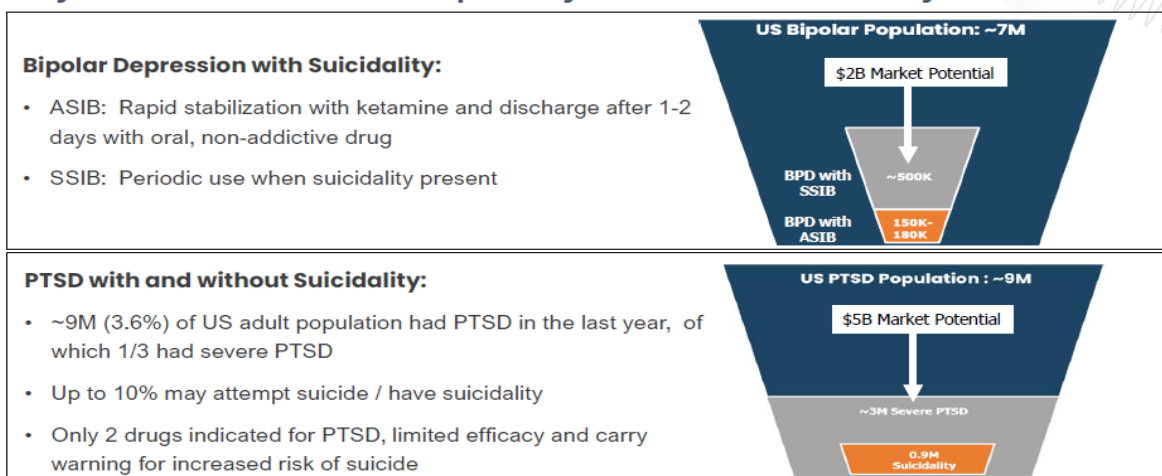 Bipolar Depression with Suicidality:
• ASIB: Rapid stabilization with ketamine and discharge after 1-2
days with oral, non-addictive drug
• SSIB: Periodic use when suicidality present
US Bipolar Population: ~7M
$2B Market Potential
BPD with
SSIB
~500K
BPD with
ASIB
150K-
180K
PTSD with and without Suicidality:
• ~9M (3.6%) of US adult population had PTSD in the last year, of
which 1/3 had severe PTSD
• Up to 10% may attempt suicide / have suicidality
• Only 2 drugs indicated for PTSD, limited efficacy and carry
warning for increased risk of suicide
US PTSD Population : ~9M
$5B Market Potential
~3M Severe PTSD
0.9M
Suicidality